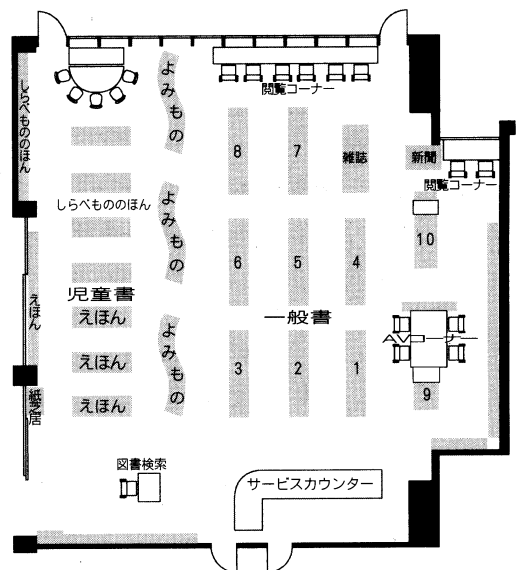 しらべもののほん
よみもの
閲覧コーナー
8
7
雑誌
新聞
閲覧コーナー
しらべもののほん
よみもの
6
5
4
10
児童書
一般書
えほん
えほん
よみもの
AVコーナー
えほん
3
2
1
9
紙芝居
えほん
図書検索
サービスカウンター